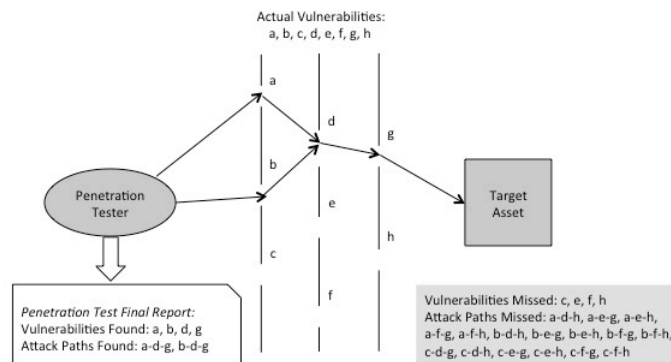 Actual Vulnerabilities:
a, b, c, d, e, f, g, h
a
d
g
b
Penetration
Tester
Target
Asset
e
h
c
f
Penetration Test Final Report:
Vulnerabilities Found: a, b, d, g
Attack Paths Found: a-d-g, b-d-g
Vulnerabilities Missed: c, e, f, h
Attack Paths Missed: a-d-h, a-e-g, a-e-h,
a-f-g, a-f-h, b-d-h, b-e-g, b-e-h, b-f-g, b-f-h,
c-d-g, c-d-h, c-e-g, c-e-h, c-f-g, c-f-h